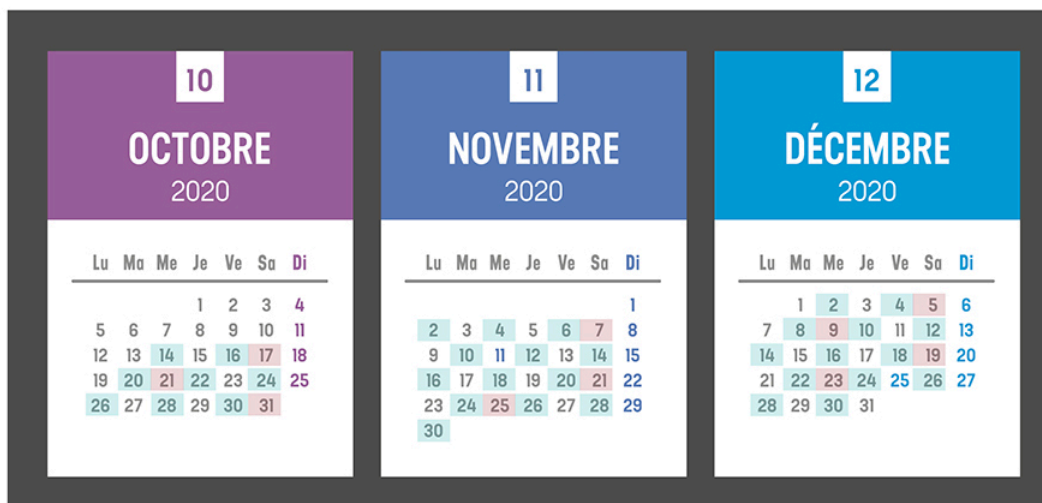 10
OCTOBRE
2020
Lu Ma Me Je Ve Sa Di
1 2 3 4
5 6 7 8 9 10 11
12 13 14 15 16 17 18
19 20 21 22 23 24 25
26 27 28 29 30 31
11
NOVEMBRE
2020
Lu Ma Me Je Ve Sa Di
1
2 3 4 5 6 7 8
9 10 11 12 13 14 15
16 17 18 19 20 21 22
23 24 25 26 27 28 29
30
12
DÉCEMBRE
2020
Lu Ma Me Je Ve Sa Di
1 2 3 4 5 6
7 8 9 10 11 12 13
14 15 16 17 18 19 20
21 22 23 24 25 26 27
28 29 30 31